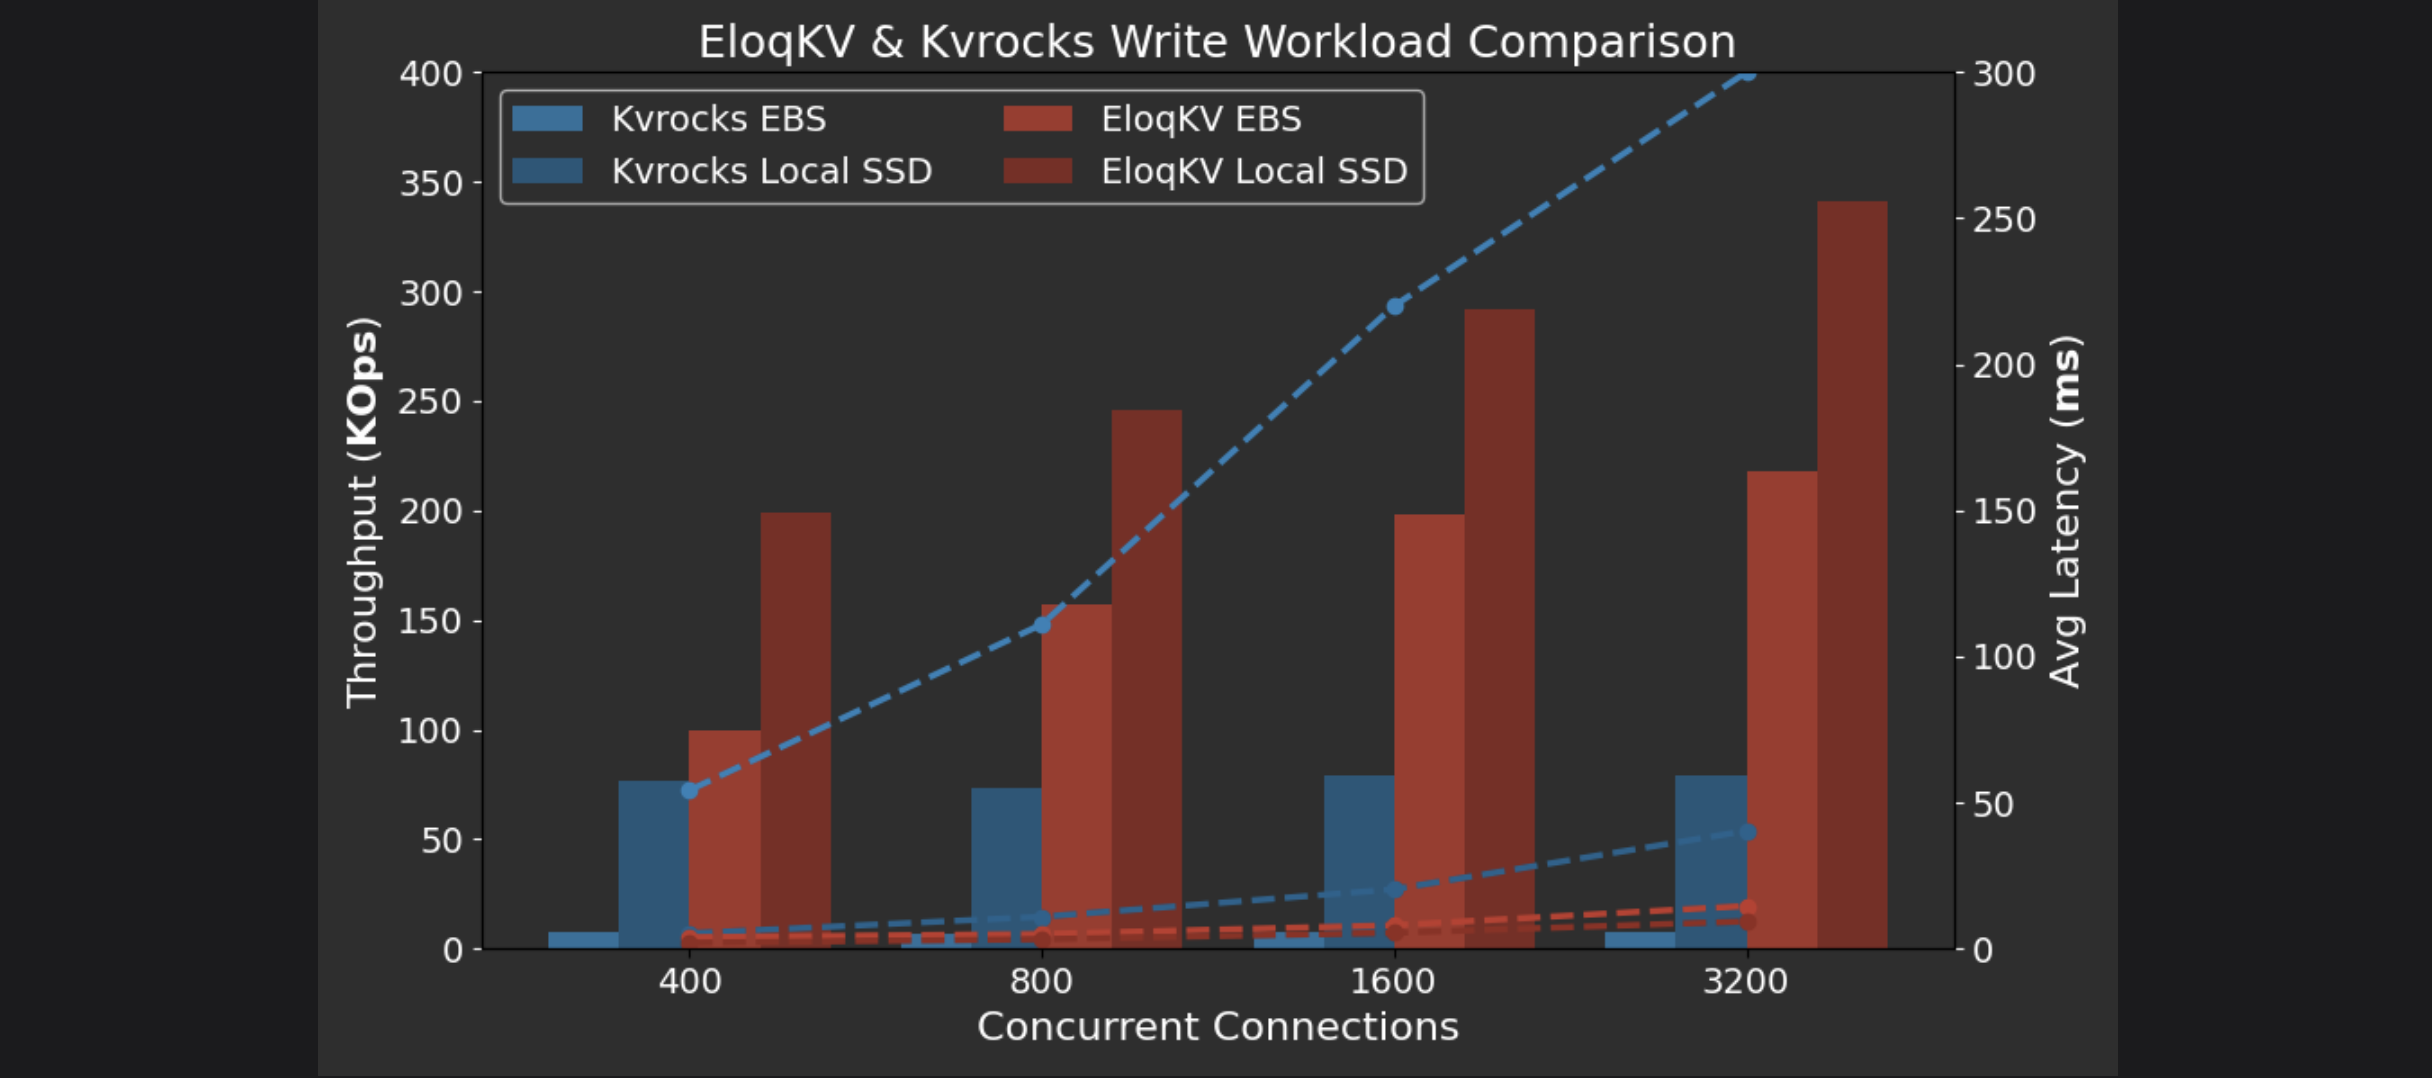 EloqKV & Kvrocks Write Workload Comparison
Kvrocks EBS
Kvrocks Local SSD
EloqKV EBS
EloqKV Local SSD
Throughput (KOps)
400
350
300
250
200
150
100
50
0
300
250
200
150
100
50
0
Avg Latency (ms)
400 800 1600 3200
Concurrent Connections